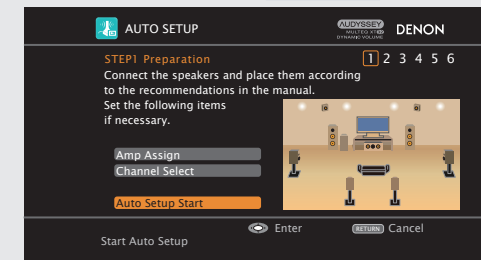 AUTO SETUP
AUDYSSEY
MULTEQ XT32
DYNAMIC VOLUME
DENON
STEP1 Preparation
1 2 3 4 5 6
Connect the speakers and place them according
to the recommendations in the manual.
Set the following items
if necessary.
Amp Assign
Channel Select
Auto Setup Start
Enter
RETURN Cancel
Start Auto Setup